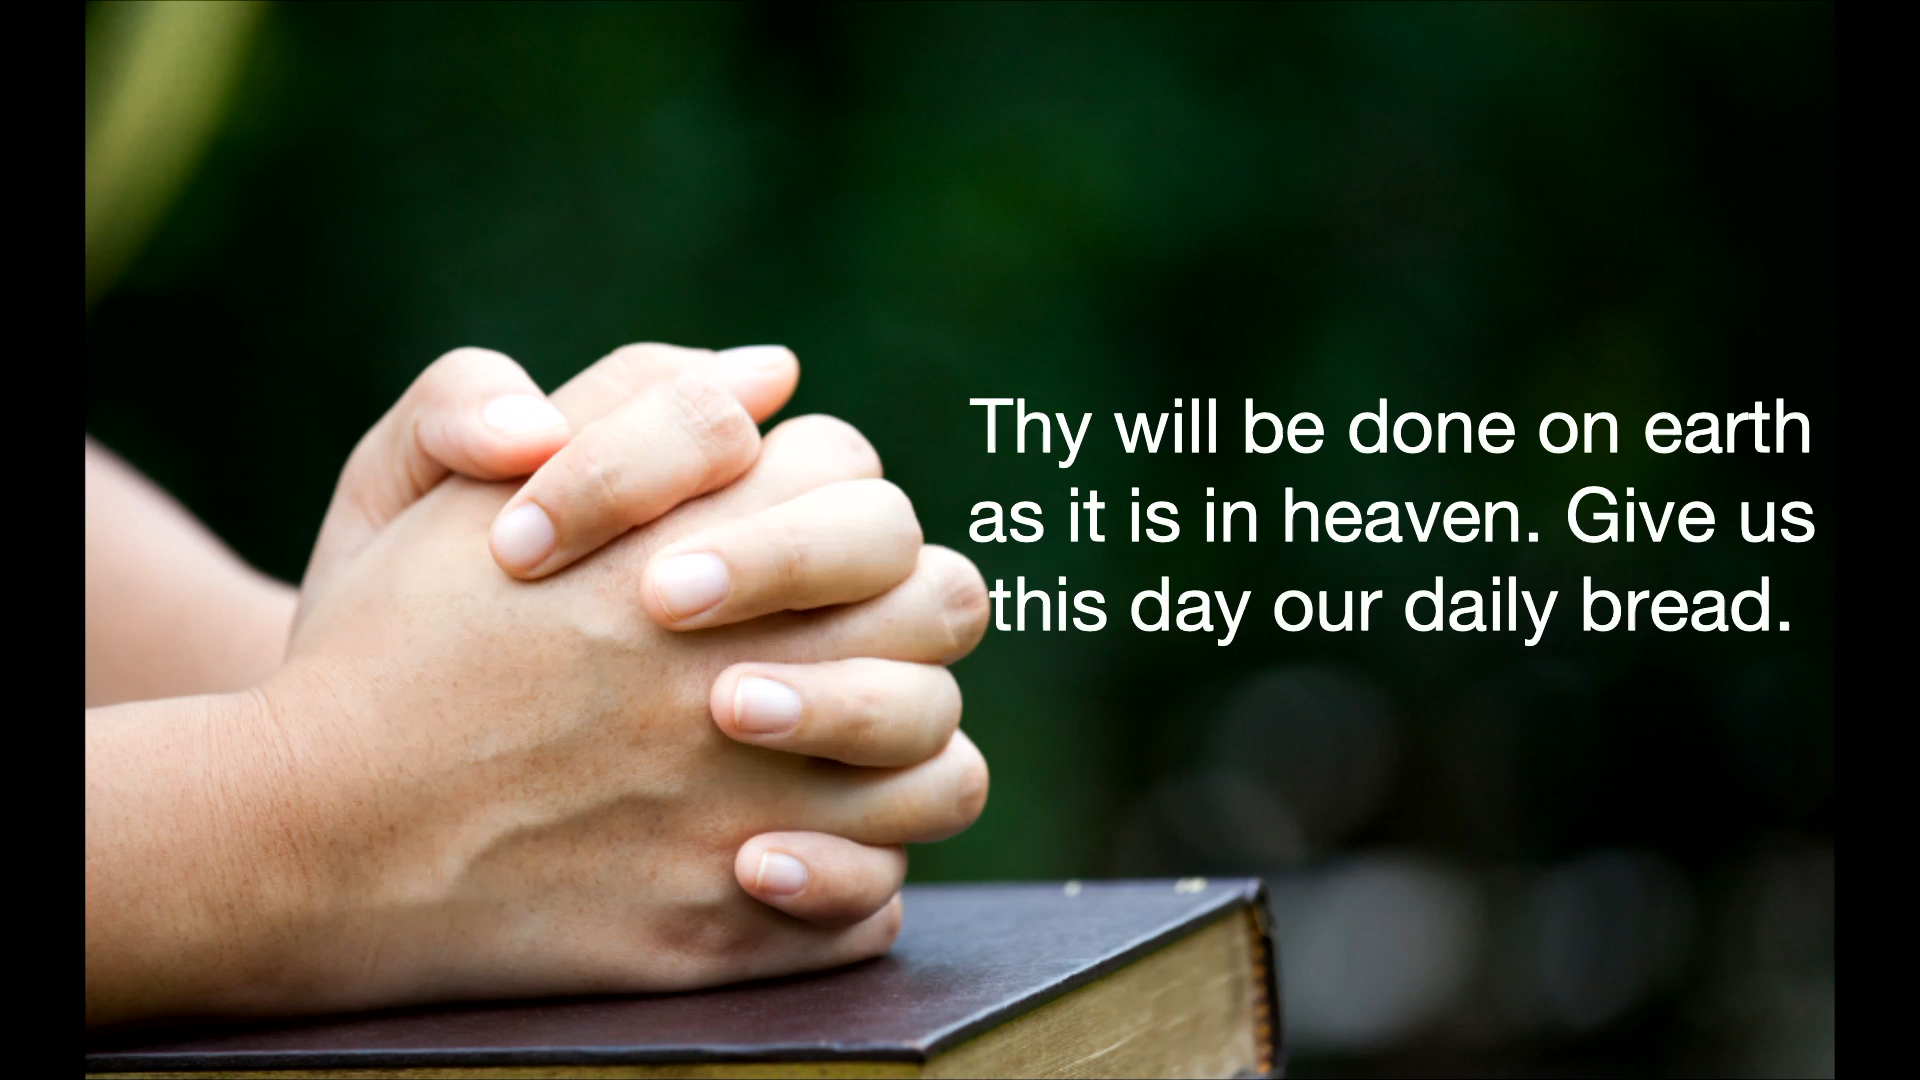 Thy will be done on earth
as it is in heaven. Give us
this day our daily bread.